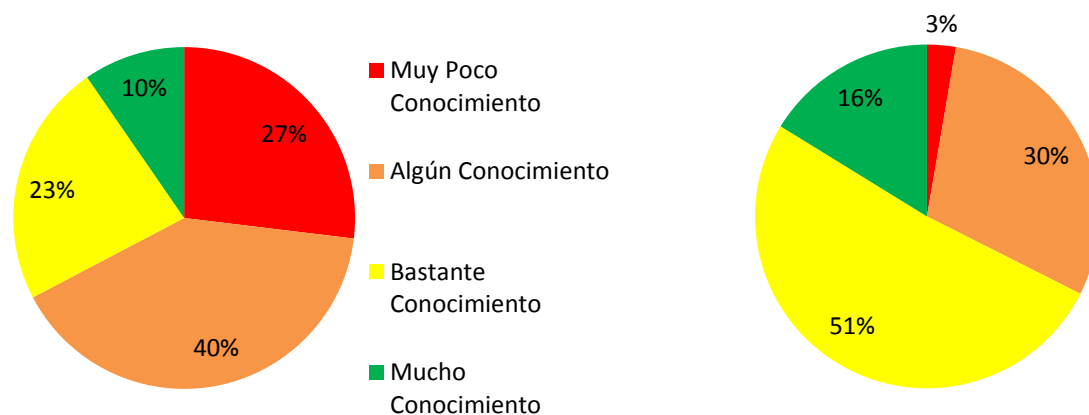 10%
27%
23%
40%
Muy Poco
Conocimiento
Algún Conocimiento
Bastante
Conocimiento
Mucho
Conocimiento
3%
16%
30%
51%